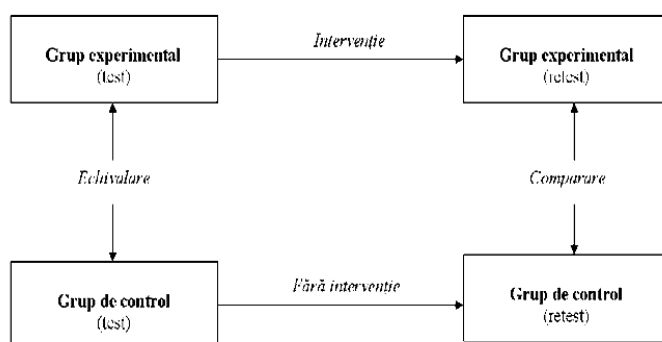 Grup experimental
(test)
Intervenție
Grup experimental
(retest)
Echivalare
Comparare
Grup de control
(test)
Fără intervenție
Grup de control
(retest)